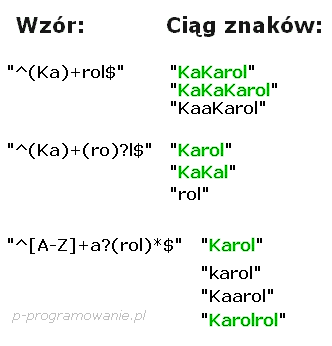 Wzór: Ciąg znaków:
"^(Ka)+rol$" "KaKarol"
"KaKaKarol"
"KaaKarol"
"^(Ka)+(ro)?l$" "Karol"
"KaKal"
"rol"
"^[A-Z]+a?(rol)*$" "Karol"
"karol"
"Kaarol"
"Karolrol"
p-programowanie.pl